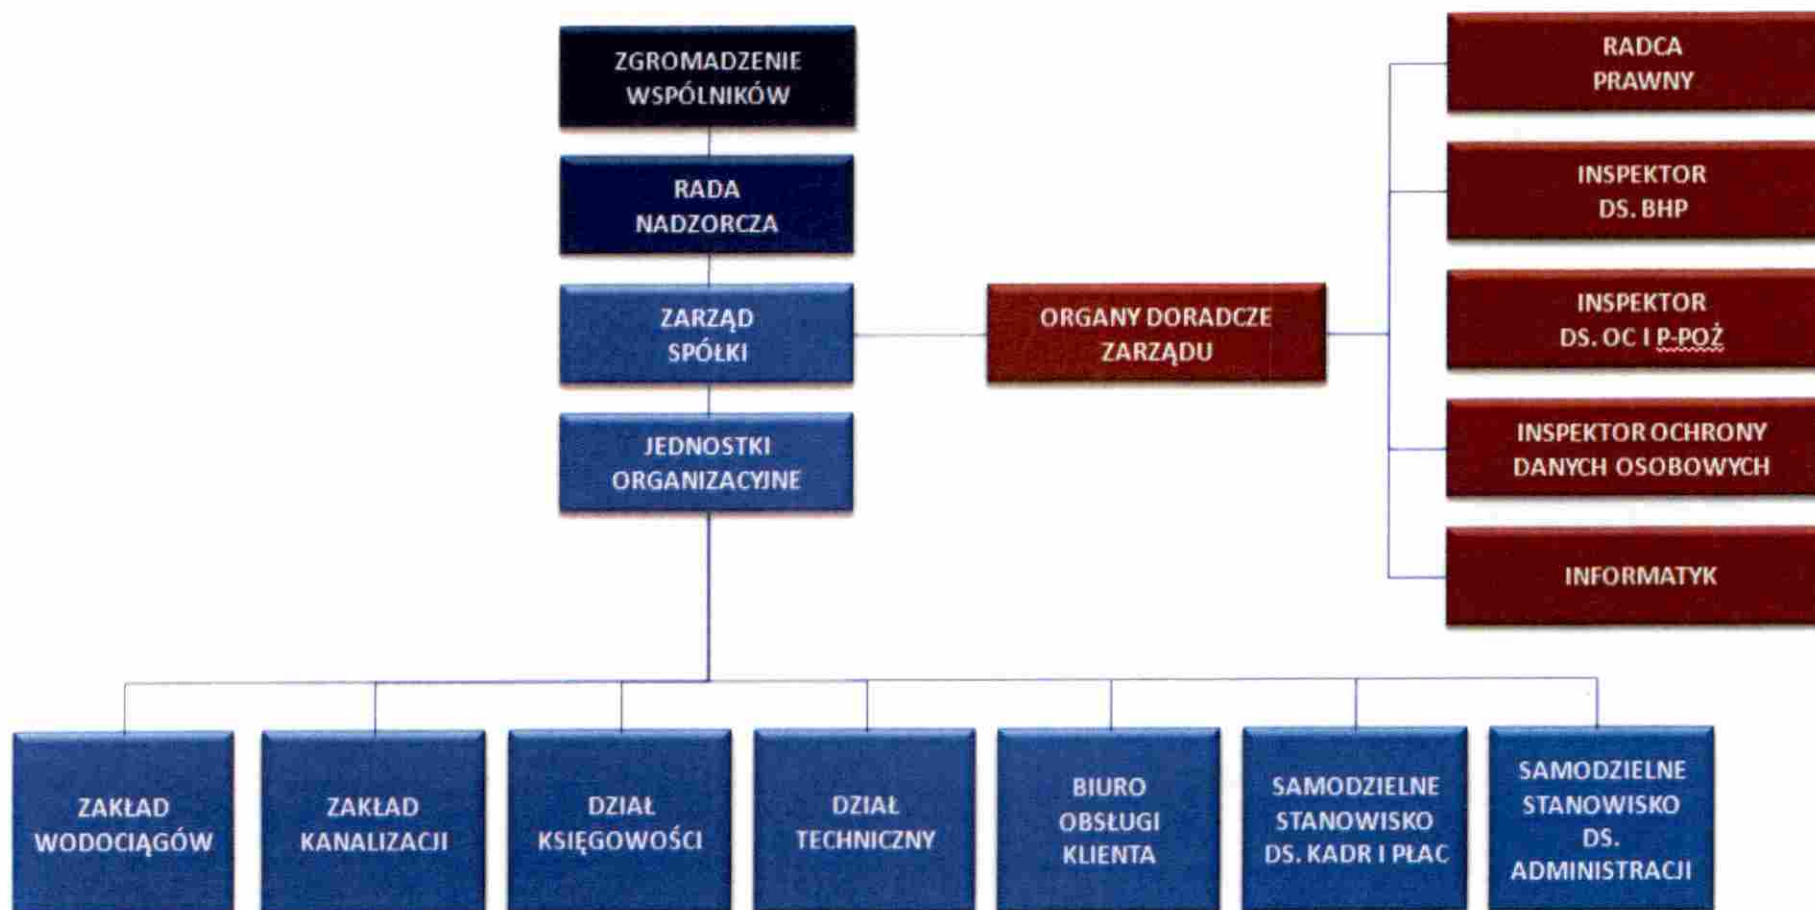 ZGROMADZENIE
WSPÓLNIKÓW
RADA
NADZORCZA
ZARZĄD
SPÓŁKI
JEDNOSTKI
ORGANIZACYJNE
ORGANY DORADCZE
ZARZĄDU
RADCA
PRAWNY
INSPEKTOR
DS. BHP
INSPEKTOR
DS. OC I P-POŻ
INSPEKTOR OCHRONY
DANYCH OSOBOWYCH
INFORMATYK
ZAKŁAD
WODOCIĄGÓW
ZAKŁAD
KANALIZACJI
DZIAŁ
KSIĘGOWOŚCI
DZIAŁ
TECHNICZNY
BIURO
OBSŁUGI
KLIENTA
SAMODZIELNE
STANOWISKO
DS. KADR I PŁAC
SAMODZIELNE
STANOWISKO
DS.
ADMINISTRACJI